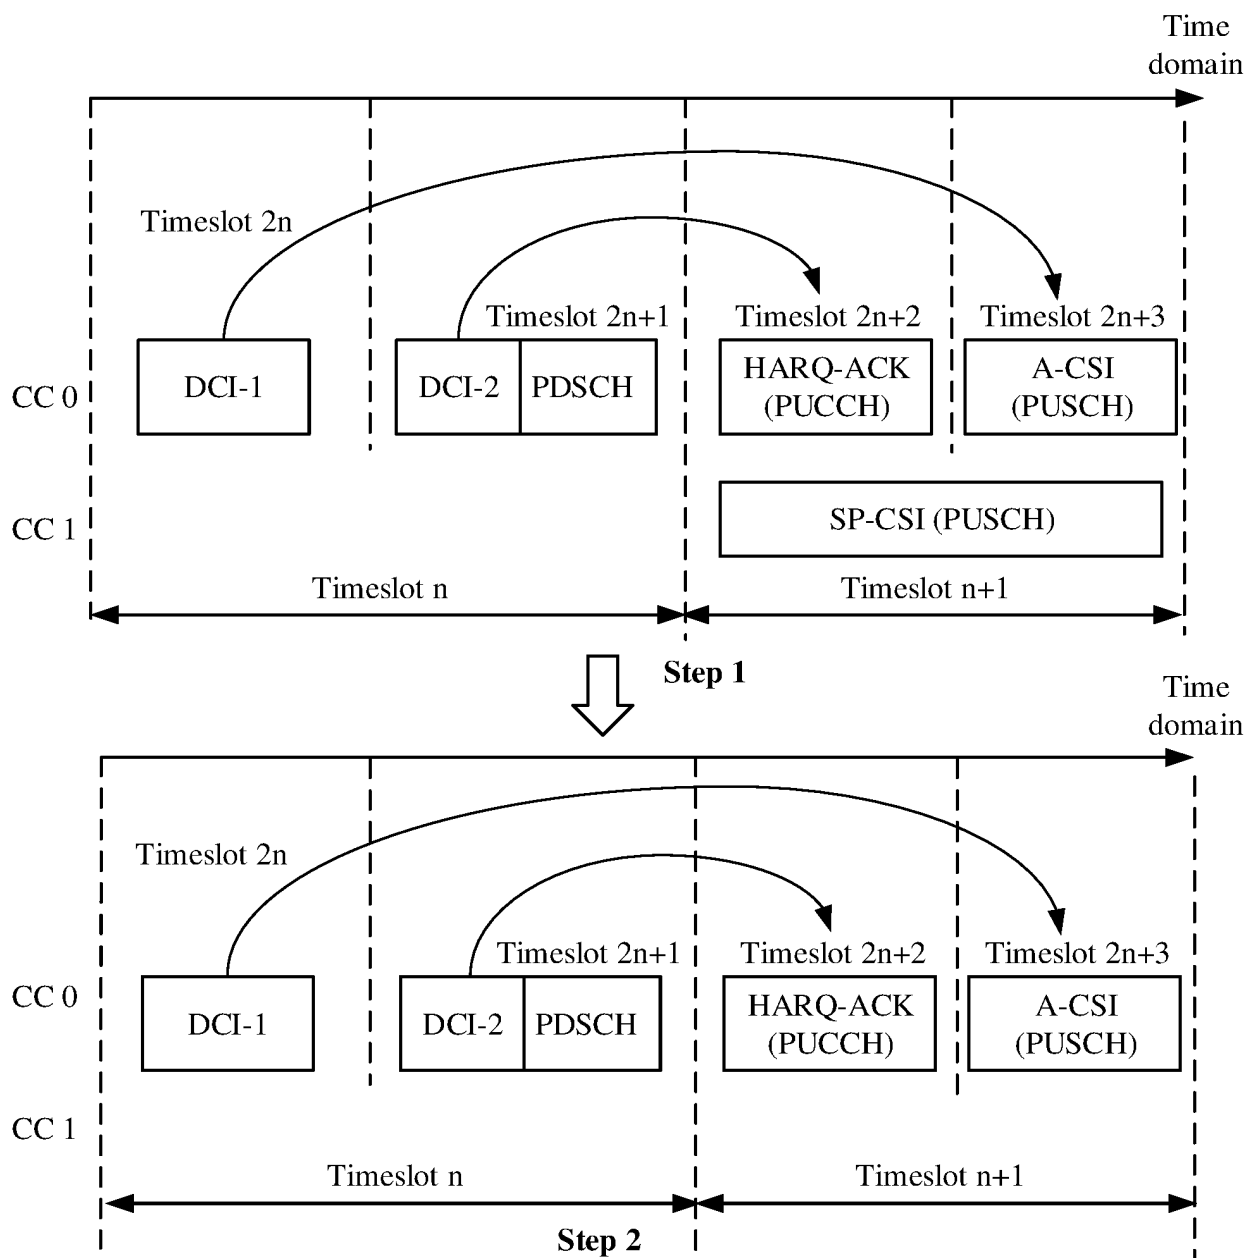 Time
domain
Timeslot 2n
Timeslot 2n+1
Timeslot 2n+2
Timeslot 2n+3
CC 0
DCI-1
DCI-2
PDSCH
HARQ-ACK
(PUCCH)
A-CSI
(PUSCH)
CC 1
SP-CSI (PUSCH)
Timeslot n
Timeslot n+1
Step 1
Time
domain
Timeslot 2n
Timeslot 2n+1
Timeslot 2n+2
Timeslot 2n+3
CC 0
DCI-1
DCI-2
PDSCH
HARQ-ACK
(PUCCH)
A-CSI
(PUSCH)
CC 1
Timeslot n
Timeslot n+1
Step 2